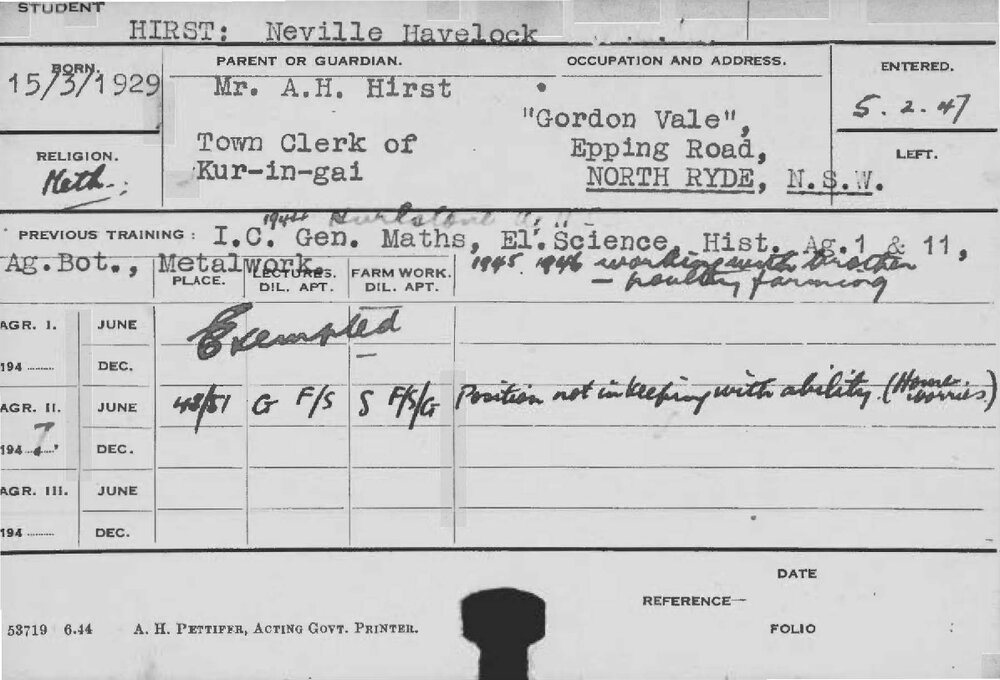 STUDENT
HIRST: Neville Havelock
BORN. PARENT OR GUARDIAN. OCCUPATION AND ADDRESS. ENTERED.
15/3/1929 Mr. A.H. Hirst 5.2.47
"Gordon Vale",
Town Clerk of Epping Road,
RELIGION. Kur-in-gai NORTH RYDE, N.S.W. LEFT.
Meth.
1944 Hurlstone A.H.S
PREVIOUS TRAINING: I.C. Gen. Maths, El. Science, Hist. Ag.1 & 11,
Ag.Bot., Metalwork. 1945 1946 working with brother
PLACE. LECTURES. FARM WORK. — poultry farming
DIL. APT. DIL. APT.
AGR. I. JUNE Exempted
194 ........ DEC.
AGR. II. JUNE 48/51 G F/S S F/S/G Position not in keeping with ability. (Home worries)
194 7 DEC.
AGR. III. JUNE
194 ........ DEC.
DATE
REFERENCE—
53719 6.44 A. H. PETTIFER, ACTING GOVT. PRINTER. FOLIO